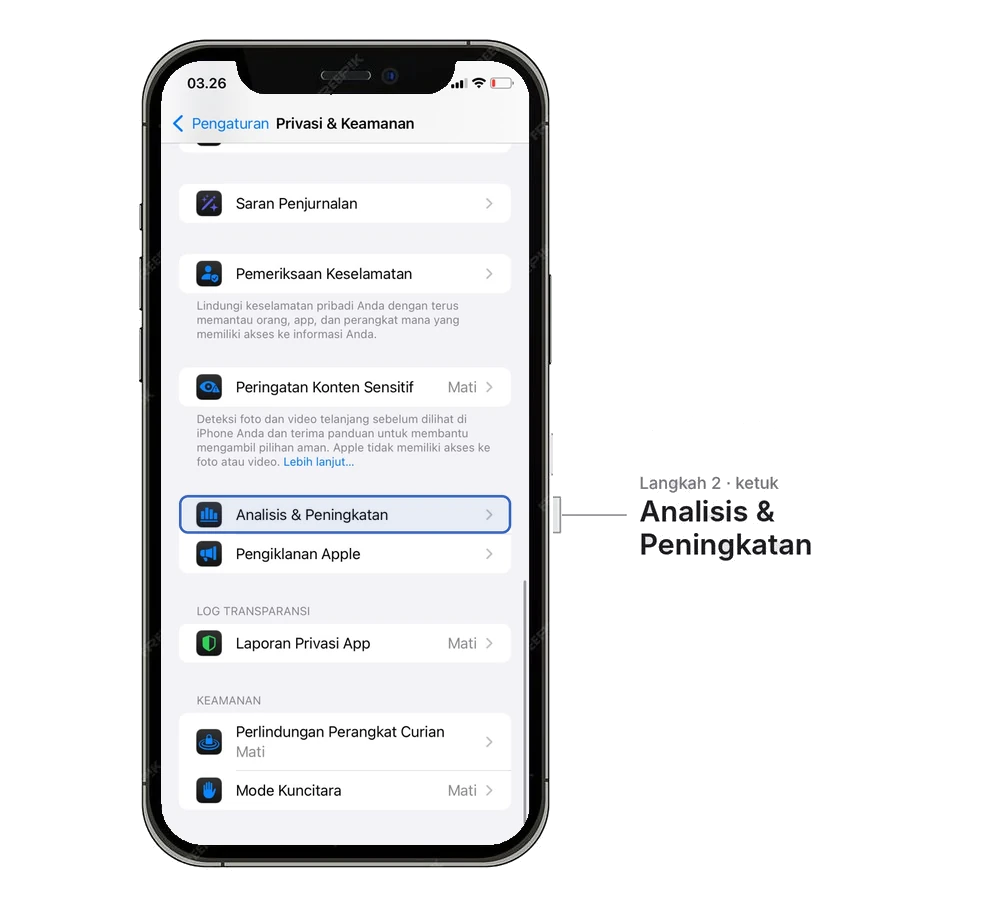 03.26
Pengaturan Privasi & Keamanan
Saran Penjurnalan
Pemeriksaan Keselamatan
Lindungi keselamatan pribadi Anda dengan terus
memantau orang, app, dan perangkat mana yang
memiliki akses ke informasi Anda.
Peringatan Konten Sensitif Mati
Deteksi foto dan video telanjang sebelum dilihat di
iPhone Anda dan terima panduan untuk membantu
mengambil pilihan aman. Apple tidak memiliki akses ke
foto atau video. Lebih lanjut...
Analisis & Peningkatan
Pengiklanan Apple
LOG TRANSPARANSI
Laporan Privasi App Mati
KEAMANAN
Perlindungan Perangkat Curian
Mati
Mode Kuncitara Mati
Langkah 2 · ketuk
Analisis &
Peningkatan